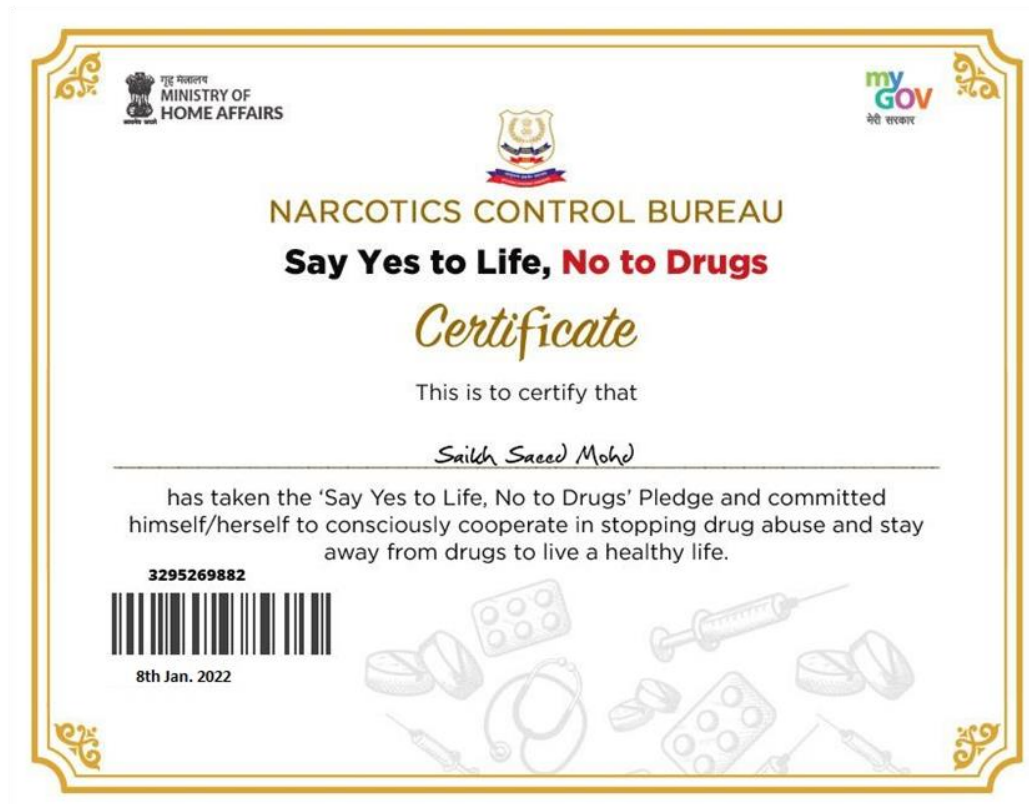 गृह मंत्रालय
MINISTRY OF
HOME AFFAIRS
my
GOV
मेरी सरकार
NARCOTICS CONTROL BUREAU
Say Yes to Life, No to Drugs
Certificate
This is to certify that
Saikh Saeed Mohd
has taken the ‘Say Yes to Life, No to Drugs’ Pledge and committed
himself/herself to consciously cooperate in stopping drug abuse and stay
away from drugs to live a healthy life.
3295269882
8th Jan. 2022